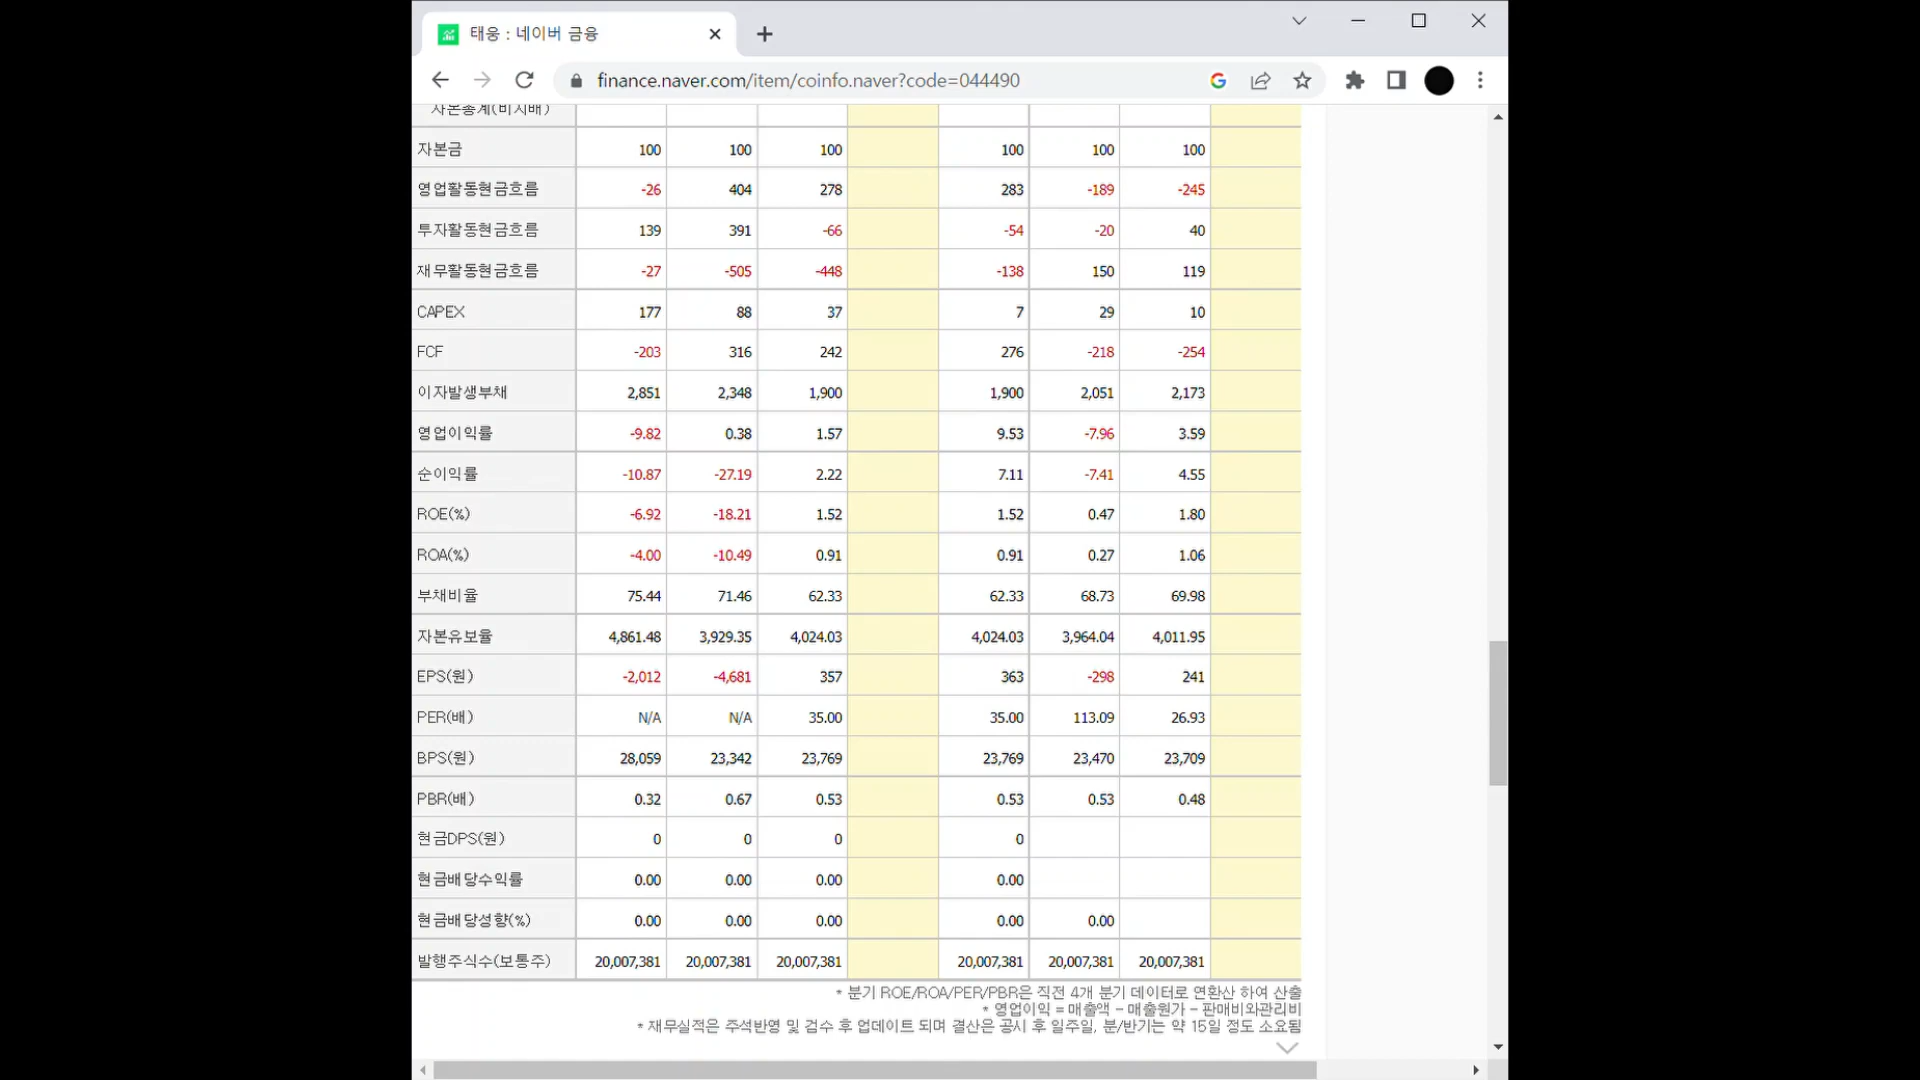 태웅 : 네이버 금융
finance.naver.com/item/coinfo.naver?code=044490
자본총계(비지배)
자본금 100 100 100 100 100 100
영업활동현금흐름 -26 404 278 283 -189 -245
투자활동현금흐름 139 391 -66 -54 -20 40
재무활동현금흐름 -27 -505 -448 -138 150 119
CAPEX 177 88 37 7 29 10
FCF -203 316 242 276 -218 -254
이자발생부채 2,851 2,348 1,900 1,900 2,051 2,173
영업이익률 -9.82 0.38 1.57 9.53 -7.96 3.59
순이익률 -10.87 -27.19 2.22 7.11 -7.41 4.55
ROE(%) -6.92 -18.21 1.52 1.52 0.47 1.80
ROA(%) -4.00 -10.49 0.91 0.91 0.27 1.06
부채비율 75.44 71.46 62.33 62.33 68.73 69.98
자본유보율 4,861.48 3,929.35 4,024.03 4,024.03 3,964.04 4,011.95
EPS(원) -2,012 -4,681 357 363 -298 241
PER(배) N/A N/A 35.00 35.00 113.09 26.93
BPS(원) 28,059 23,342 23,769 23,769 23,470 23,709
PBR(배) 0.32 0.67 0.53 0.53 0.53 0.48
현금DPS(원) 0 0 0 0
현금배당수익률 0.00 0.00 0.00 0.00
현금배당성향(%) 0.00 0.00 0.00 0.00 0.00
발행주식수(보통주) 20,007,381 20,007,381 20,007,381 20,007,381 20,007,381 20,007,381
* 분기 ROE/ROA/PER/PBR은 직전 4개 분기 데이터로 연환산 하여 산출
* 영업이익 = 매출액 - 매출원가 - 판매비와관리비
* 재무실적은 주석반영 및 검수 후 업데이트 되며 결산은 공시 후 일주일, 분/반기는 약 15일 정도 소요됨